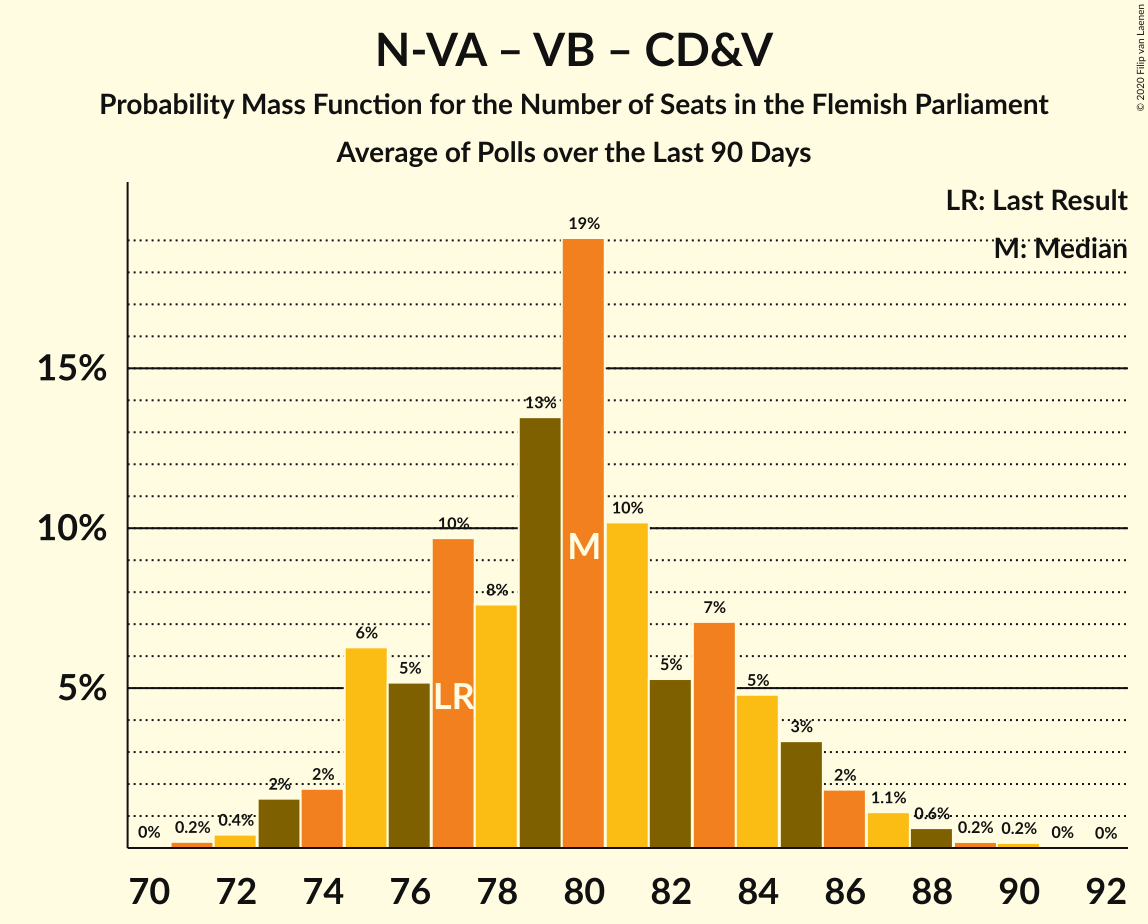 N-VA – VB – CD&V
Probability Mass Function for the Number of Seats in the Flemish Parliament
Average of Polls over the Last 90 Days
© 2020 Filip van Laenen
LR: Last Result
M: Median
15%
10%
5%
0%
0.2%
0.4%
2%
2%
6%
5%
10%
8%
13%
19%
10%
5%
7%
5%
3%
2%
1.1%
0.6%
0.2%
0.2%
0%
0%
LR
M
70 72 74 76 78 80 82 84 86 88 90 92